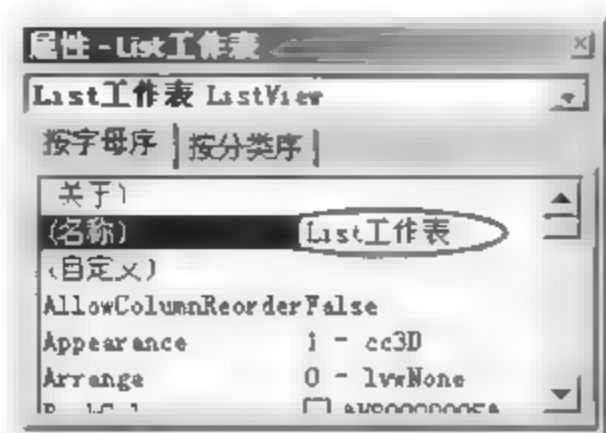 属性 - List工作表
List工作表 ListView
按字母序 按分类序
关于)
(名称) List工作表
(自定义)
AllowColumnReorder False
Appearance 1 - cc3D
Arrange 0 - lvwNone